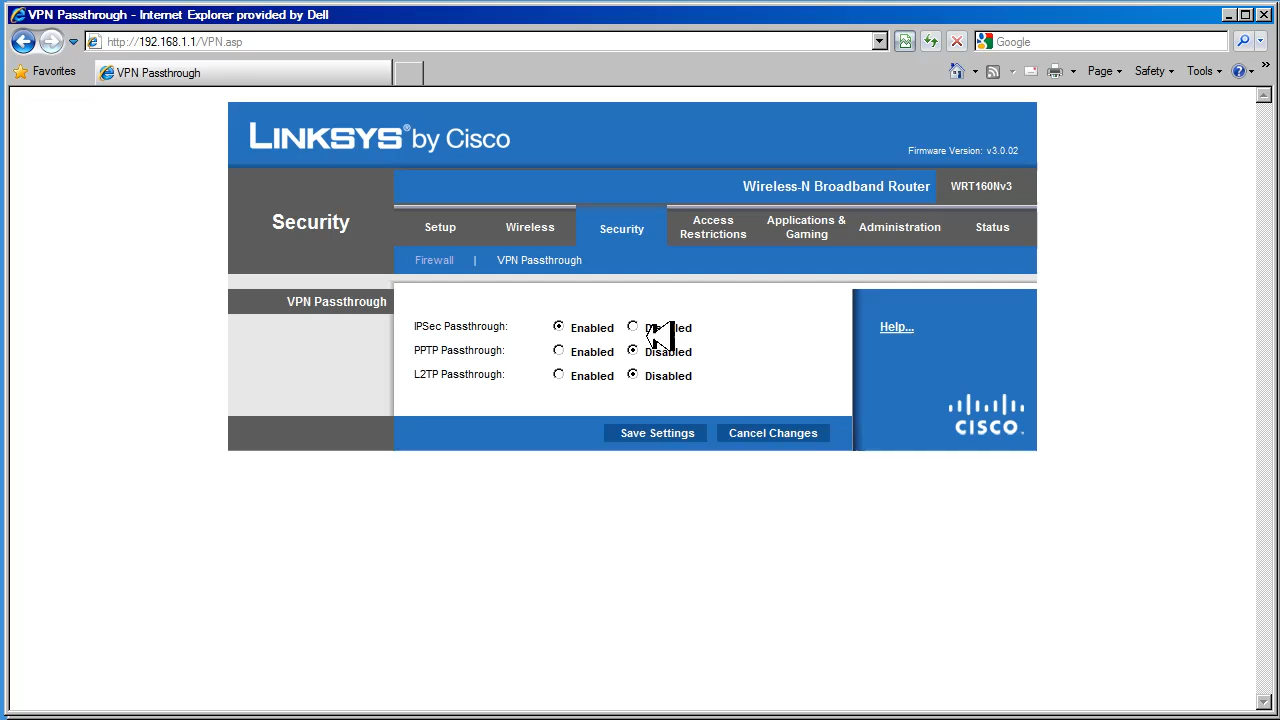 VPN Passthrough - Internet Explorer provided by Dell
http://192.168.1.1/VPN.asp
Google
Favorites
VPN Passthrough
Page
Safety
Tools
LINKSYS® by Cisco
Firmware Version: v3.0.02
Wireless-N Broadband Router
WRT160Nv3
Security
Setup
Wireless
Security
Access Restrictions
Applications & Gaming
Administration
Status
Firewall | VPN Passthrough
VPN Passthrough
IPSec Passthrough: Enabled Disabled
PPTP Passthrough: Enabled Disabled
L2TP Passthrough: Enabled Disabled
Help...
Save Settings
Cancel Changes
CISCO.